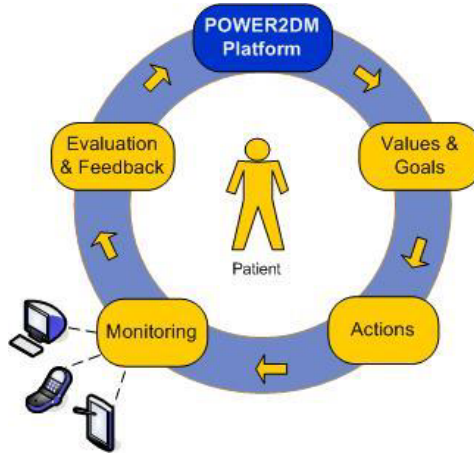 POWER2DM
Platform
Evaluation
& Feedback
Values &
Goals
Patient
Monitoring
Actions